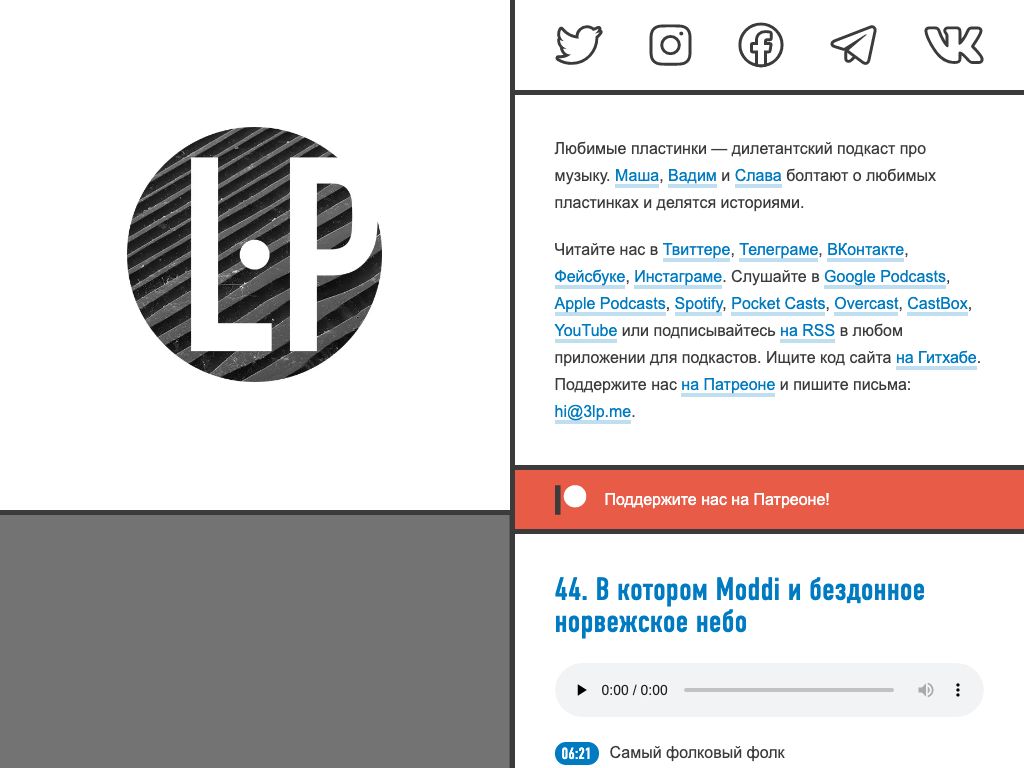 LP
Любимые пластинки — дилетантский подкаст про
музыку. Маша, Вадим и Слава болтают о любимых
пластинках и делятся историями.
Читайте нас в Твиттере, Телеграме, ВКонтакте,
Фейсбуке, Инстаграме. Слушайте в Google Podcasts,
Apple Podcasts, Spotify, Pocket Casts, Overcast, CastBox,
YouTube или подписывайтесь на RSS в любом
приложении для подкастов. Ищите код сайта на Гитхабе.
Поддержите нас на Патреоне и пишите письма:
hi@3lp.me.
Поддержите нас на Патреоне!
44. В котором Moddi и бездонное
норвежское небо
0:00 / 0:00
06:21 Самый фолковый фолк